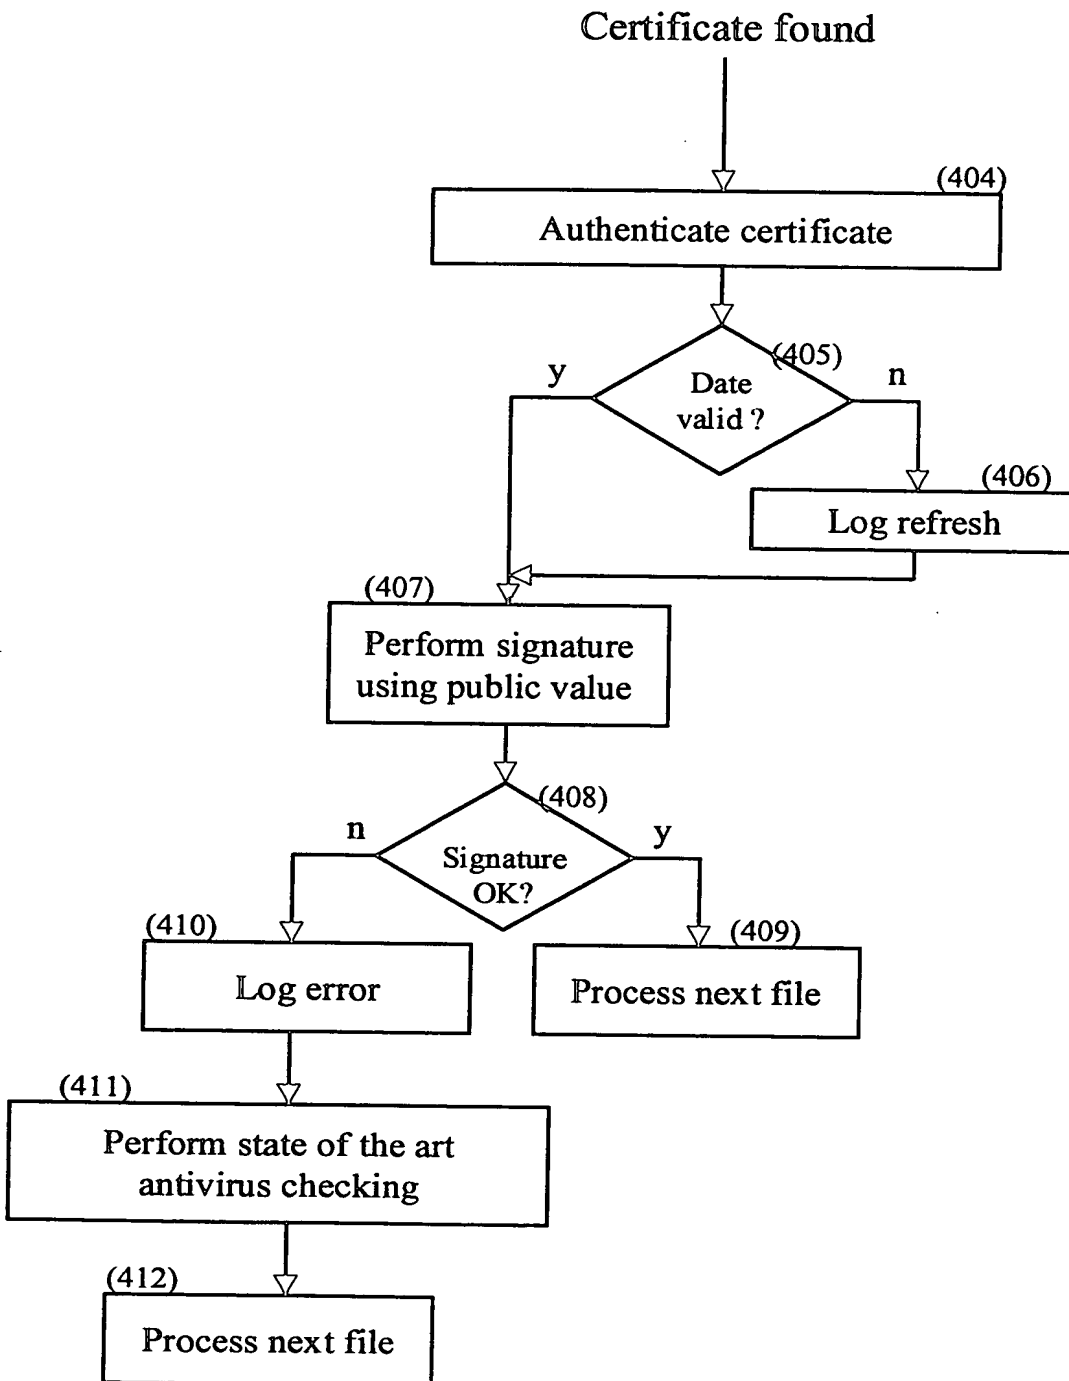 Certificate found
(404)
Authenticate certificate
(405)
y
n
Date
valid ?
(406)
Log refresh
(407)
Perform signature
using public value
(408)
n
y
Signature
OK?
(410)
(409)
Log error
Process next file
(411)
Perform state of the art
antivirus checking
(412)
Process next file